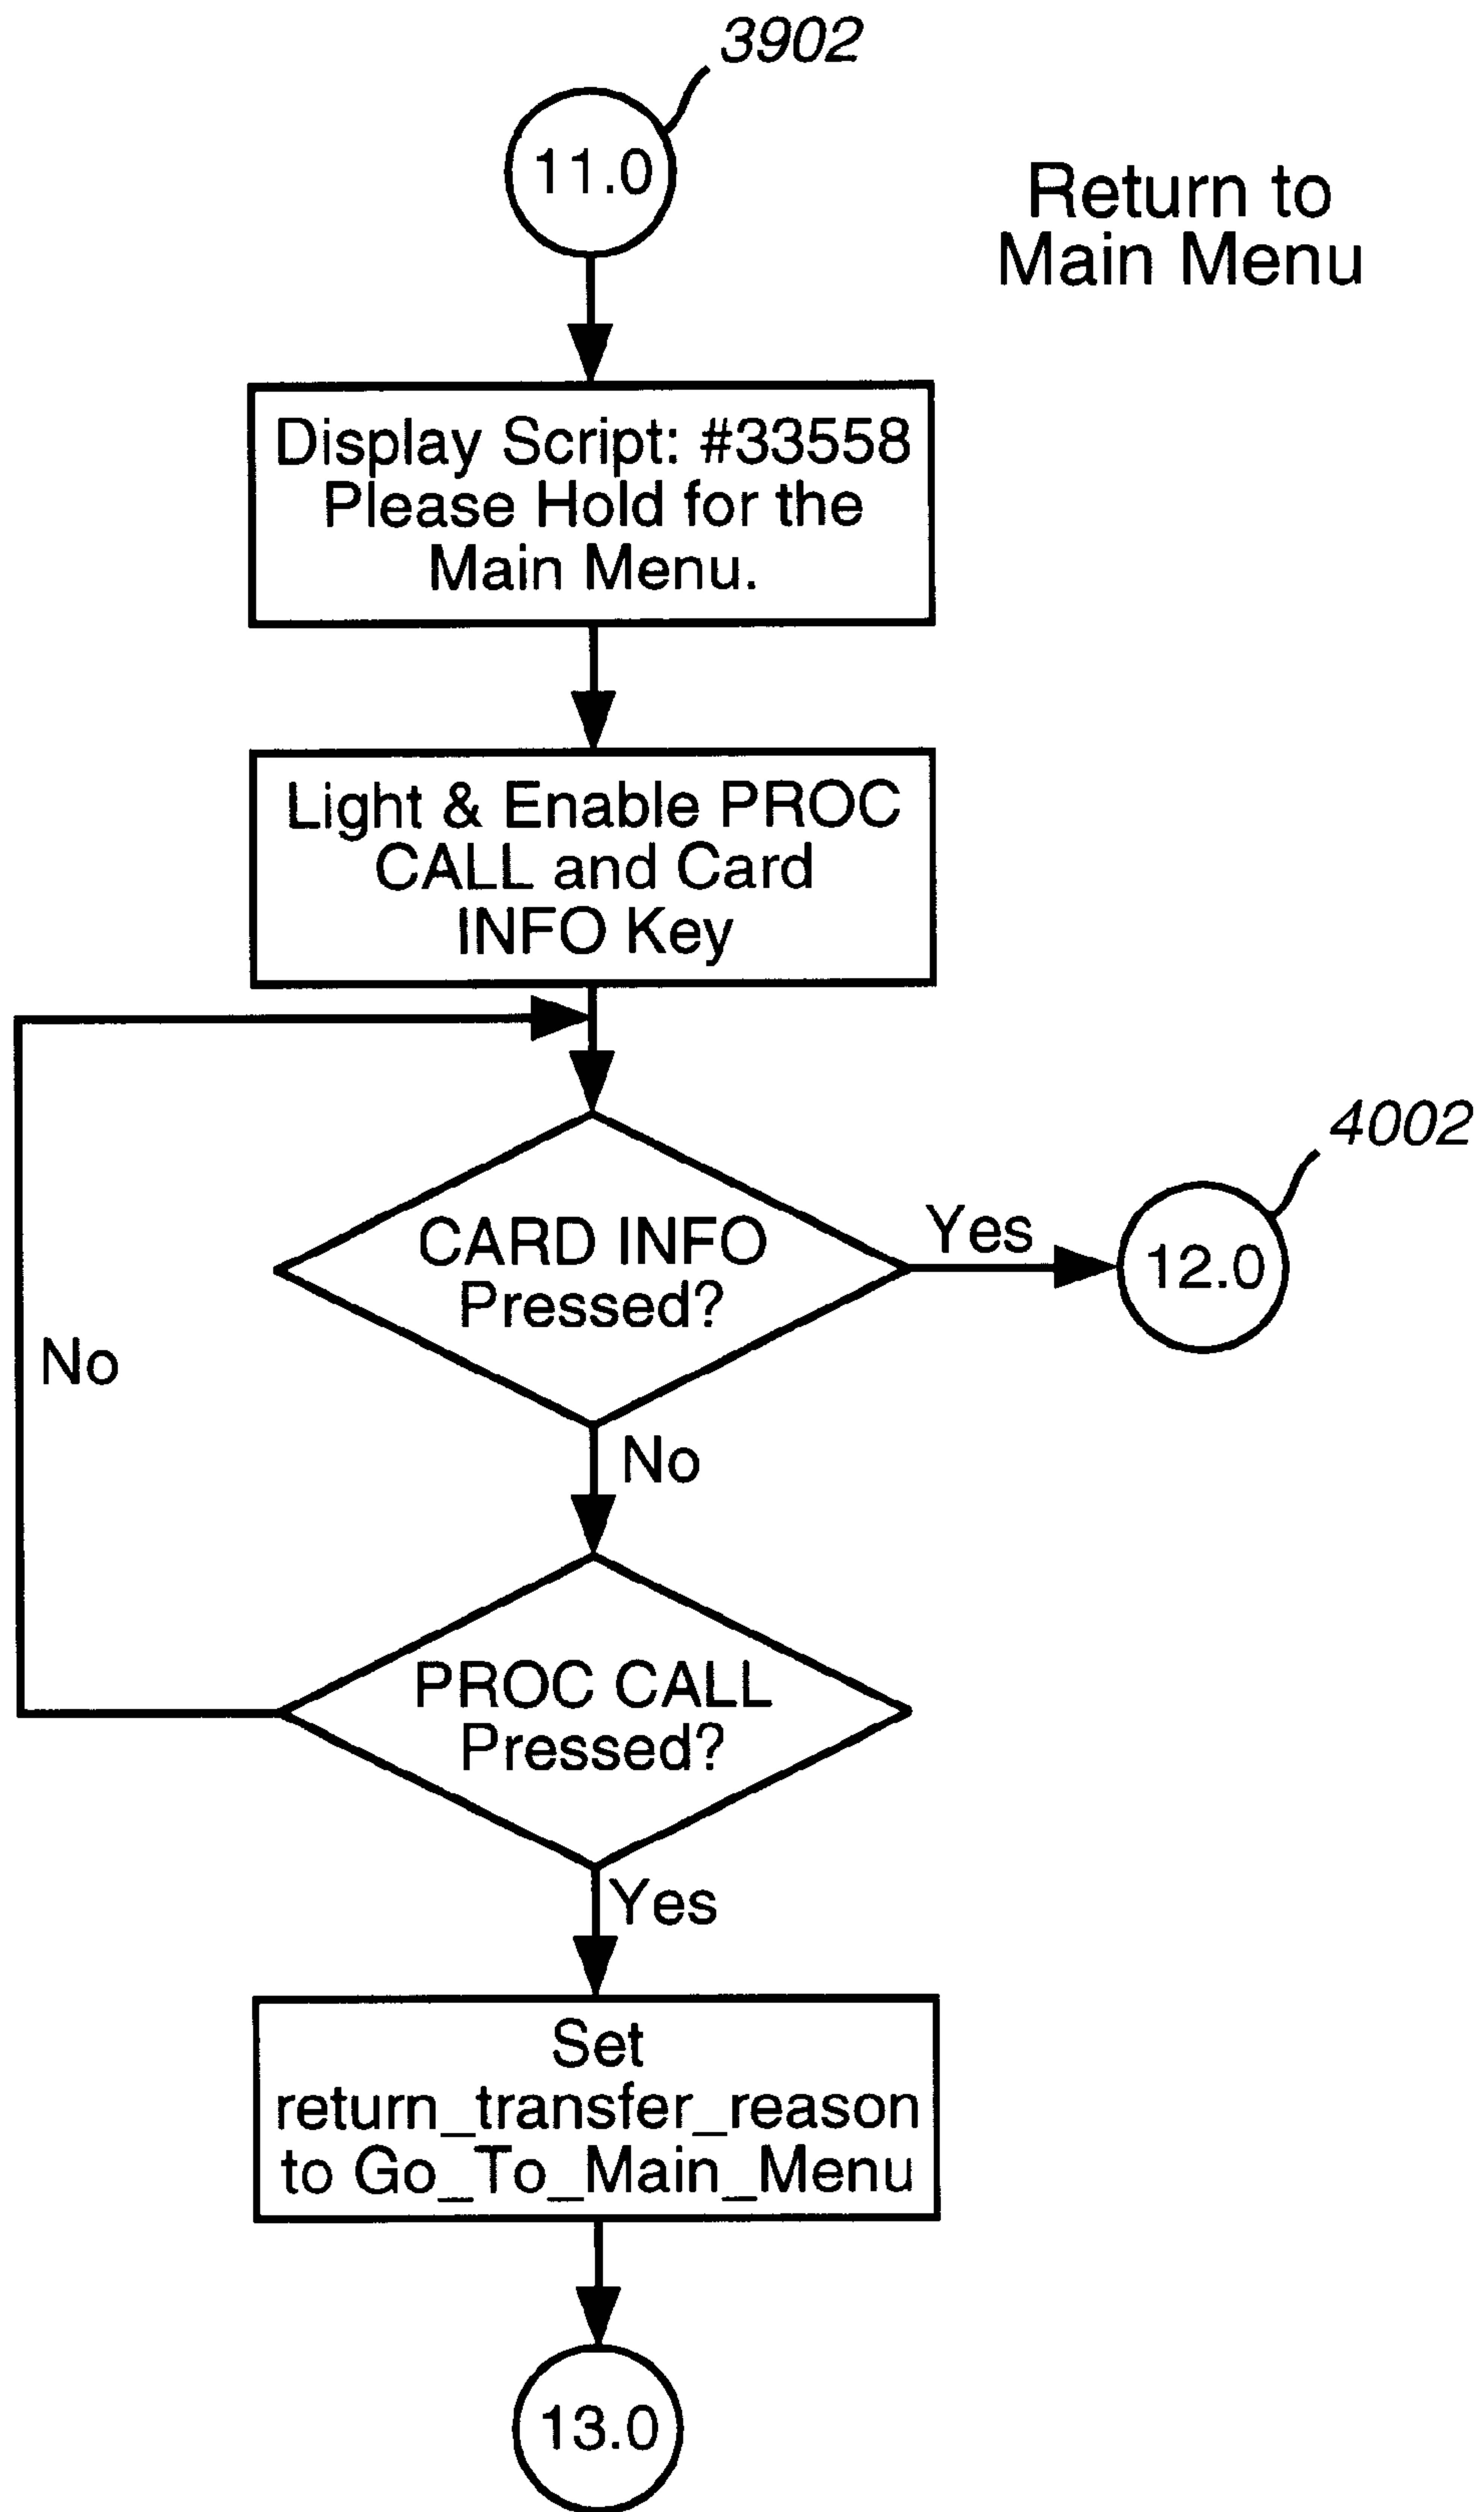 3902
11.0
Return to
Main Menu
Display Script: #33558
Please Hold for the
Main Menu.
Light & Enable PROC
CALL and Card
INFO Key
4002
CARD INFO
Pressed?
Yes
12.0
No
No
PROC CALL
Pressed?
Yes
Set
return_transfer_reason
to Go_To_Main_Menu
13.0